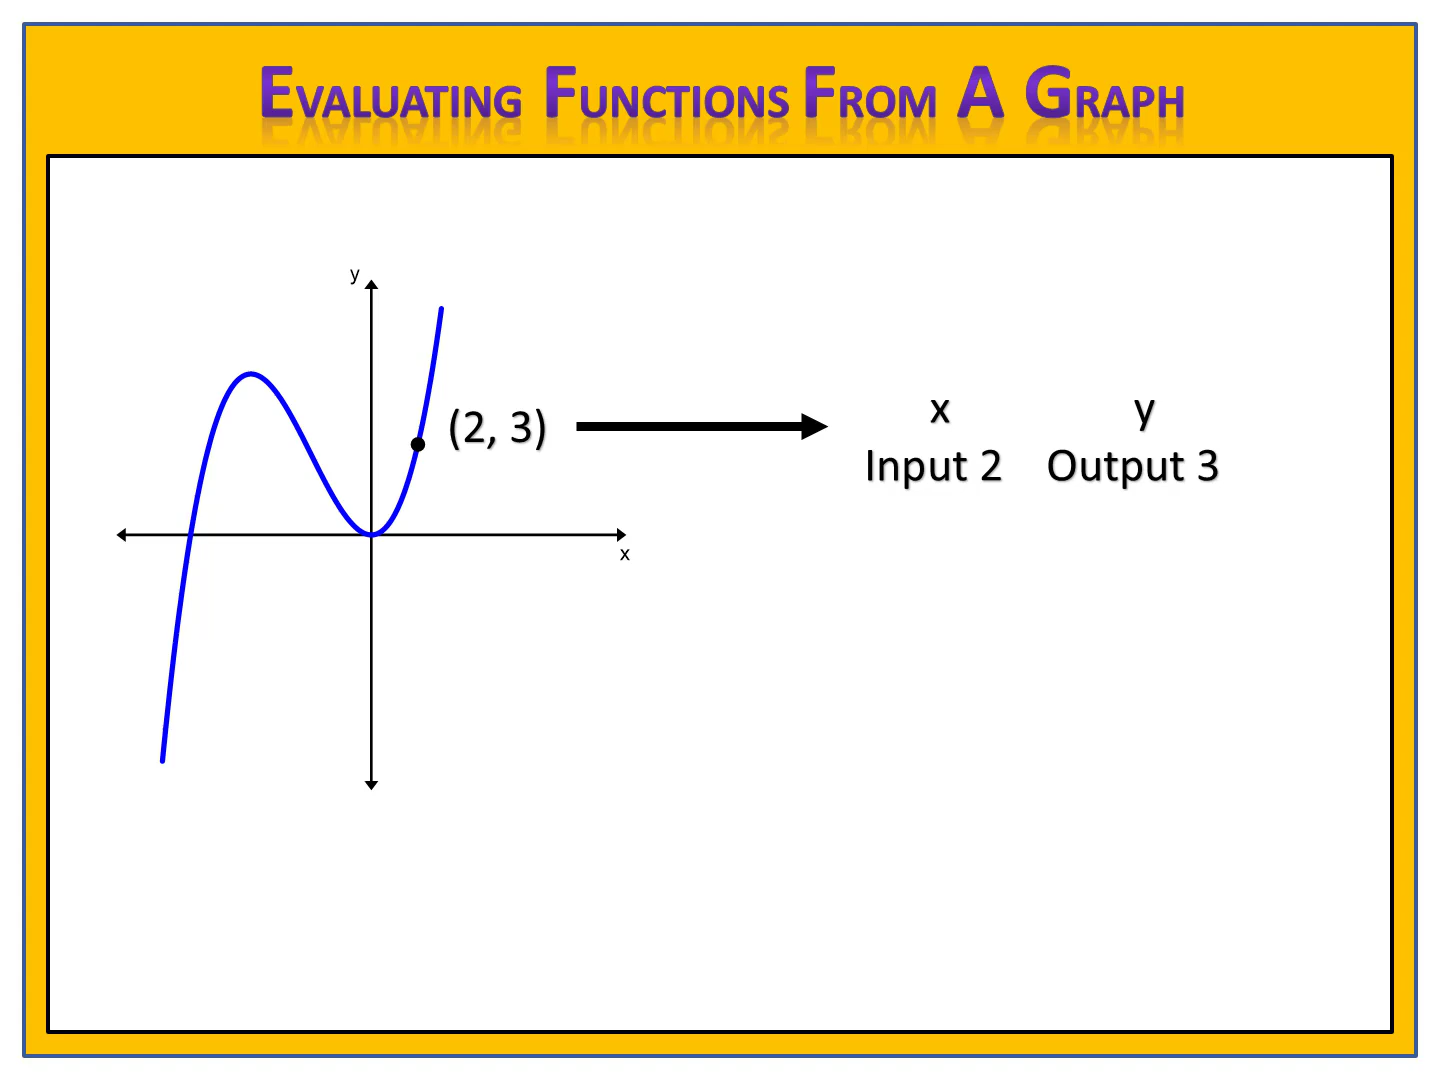 Evaluating Functions From A Graph
y
(2, 3)
x y
Input 2 Output 3
x